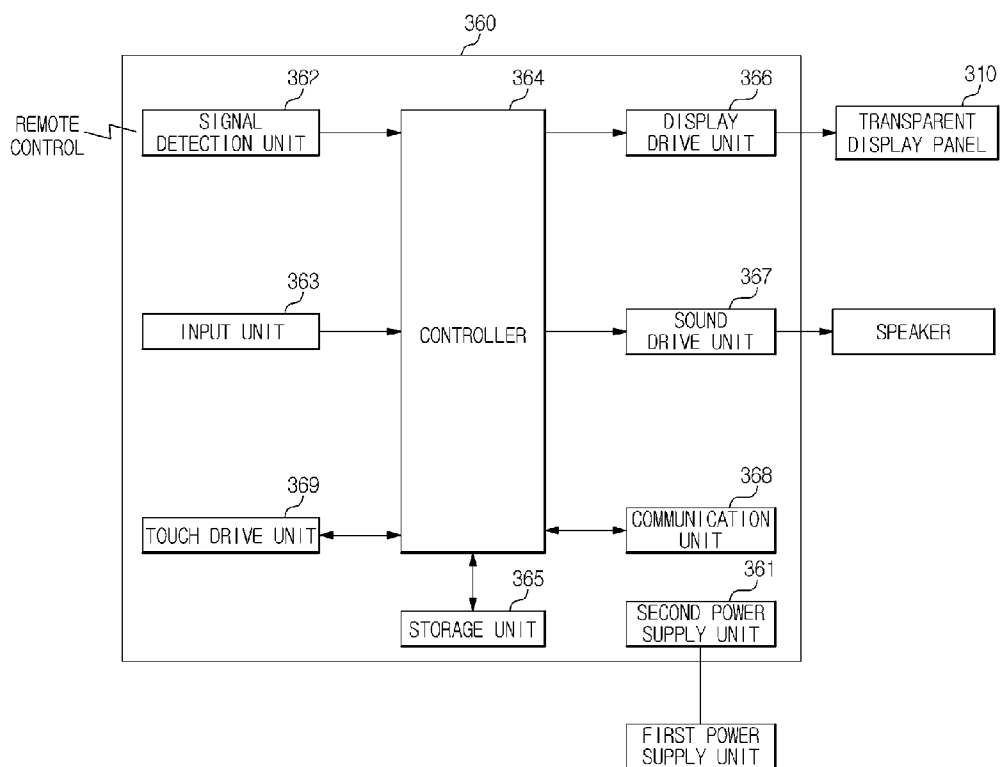 360
362
364
366
310
REMOTE
CONTROL
SIGNAL
DETECTION UNIT
DISPLAY
DRIVE UNIT
TRANSPARENT
DISPLAY PANEL
363
367
INPUT UNIT
CONTROLLER
SOUND
DRIVE UNIT
SPEAKER
369
368
TOUCH DRIVE UNIT
COMMUNICATION
UNIT
365
361
STORAGE UNIT
SECOND POWER
SUPPLY UNIT
FIRST POWER
SUPPLY UNIT